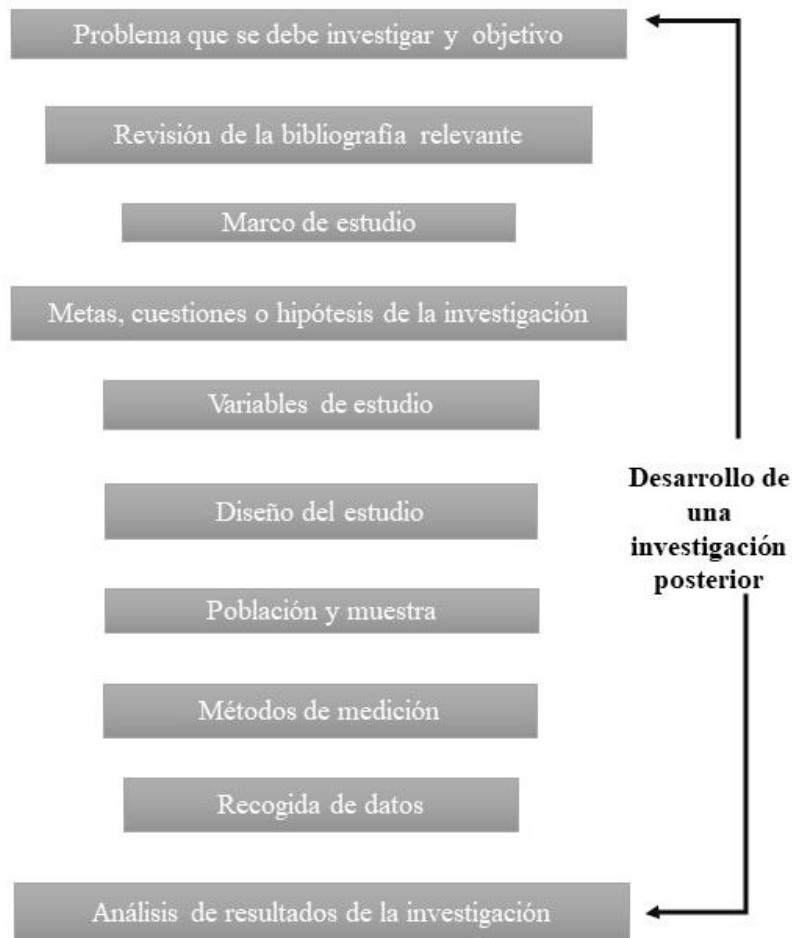 Problema que se debe investigar y objetivo
Revisión de la bibliografía relevante
Marco de estudio
Metas, cuestiones o hipótesis de la investigación
Variables de estudio
Diseño del estudio
Población y muestra
Métodos de medición
Recogida de datos
Análisis de resultados de la investigación
Desarrollo de
una
investigación
posterior